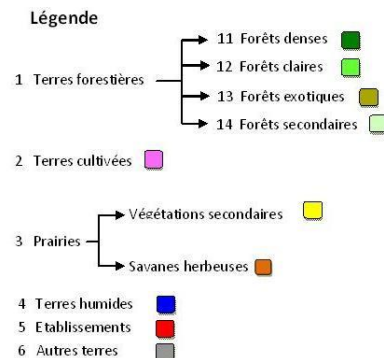 Légende
1 Terres forestières
11 Forêts denses
12 Forêts claires
13 Forêts exotiques
14 Forêts secondaires
2 Terres cultivées
3 Prairies
Végétations secondaires
Savanes herbeuses
4 Terres humides
5 Etablissements
6 Autres terres